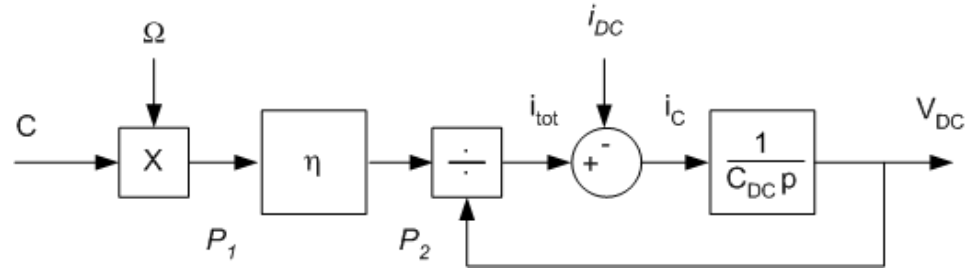 Ω
i_DC
C
X
η
÷
i_tot
-
+
i_C
1
C_DC p
V_DC
P_1
P_2